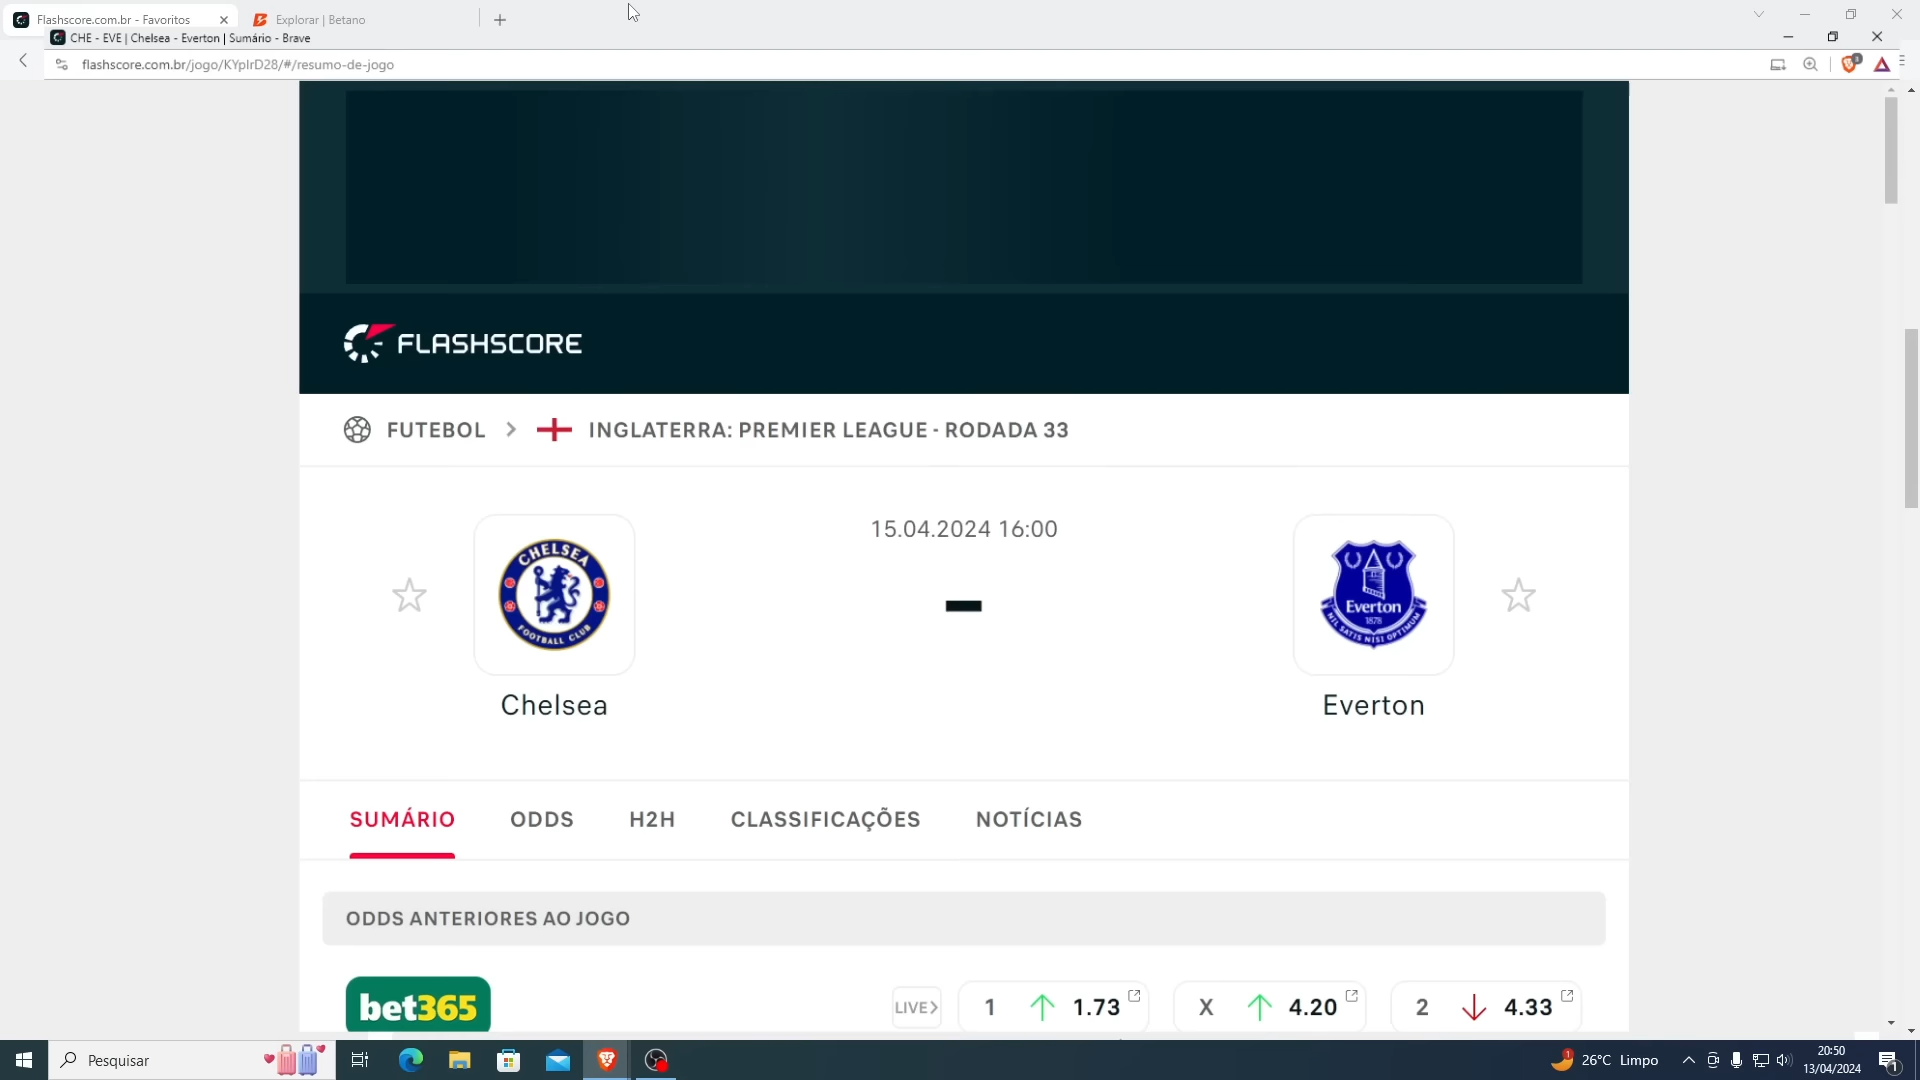 Flashscore.com.br - Favoritos
Explorar | Betano
CHE - EVE | Chelsea - Everton | Sumário - Brave
flashscore.com.br/jogo/KYpIrD28/#/resumo-de-jogo
FLASHSCORE
FUTEBOL > INGLATERRA: PREMIER LEAGUE - RODADA 33
15.04.2024 16:00
CHELSEA
FOOTBALL CLUB
Everton
1878
NIL SATIS NISI OPTIMUM
-
Chelsea
Everton
SUMÁRIO ODDS H2H CLASSIFICAÇÕES NOTÍCIAS
ODDS ANTERIORES AO JOGO
bet365 LIVE> 1 1.73 X 4.20 2 4.33
Pesquisar
1 26°C Limpo
20:50
13/04/2024
1